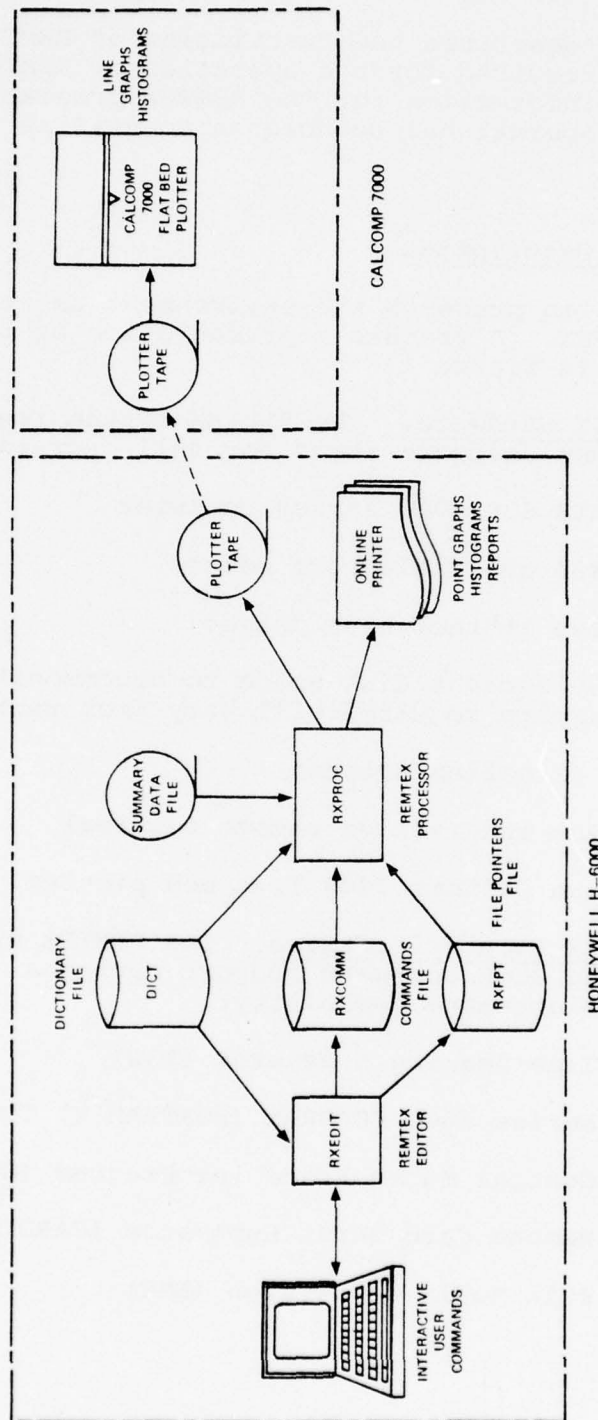 INTERACTIVE
USER
COMMANDS
RXEDIT
REMTEX
EDITOR
DICTIONARY
FILE
DICT
RXCOMM
COMMANDS
FILE
RXFPT
FILE POINTERS
FILE
SUMMARY
DATA
FILE
RXPROC
REMTEX
PROCESSOR
PLOTTER
TAPE
ONLINE
PRINTER
POINT GRAPHS
HISTOGRAMS
REPORTS
HONEYWELL H-6000
PLOTTER
TAPE
CALCOMP
7000
FLAT BED
PLOTTER
LINE
GRAPHS
HISTOGRAMS
CALCOMP 7000